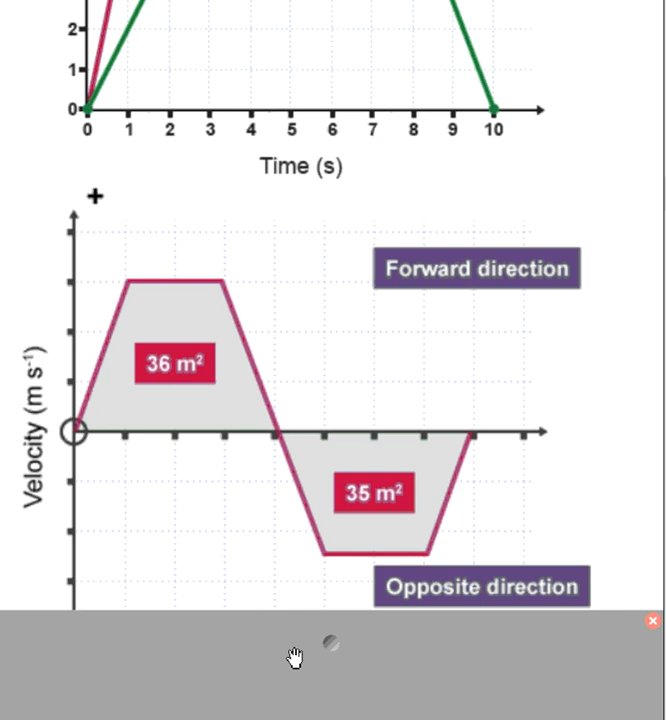 2
1
0
0 1 2 3 4 5 6 7 8 9 10
Time (s)
+
Forward direction
36 m²
Velocity (m s⁻¹)
35 m²
Opposite direction